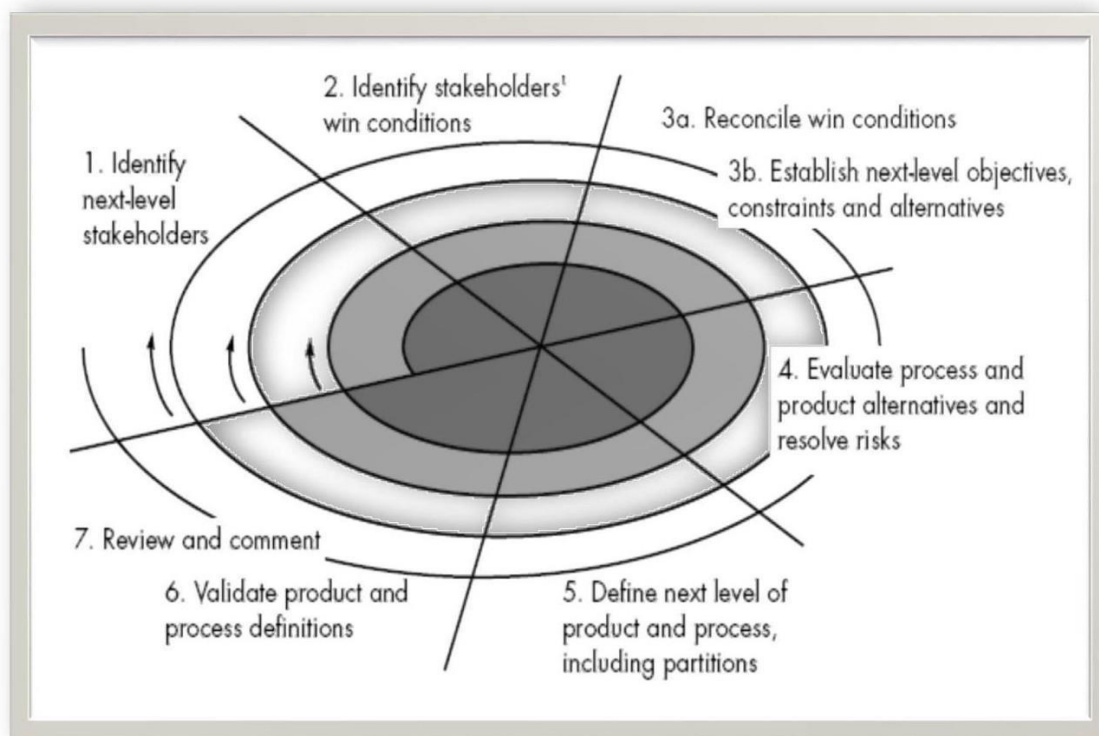 1. Identify
next-level
stakeholders
2. Identify stakeholders'
win conditions
3a. Reconcile win conditions
3b. Establish next-level objectives,
constraints and alternatives
4. Evaluate process and
product alternatives and
resolve risks
5. Define next level of
product and process,
including partitions
6. Validate product and
process definitions
7. Review and comment